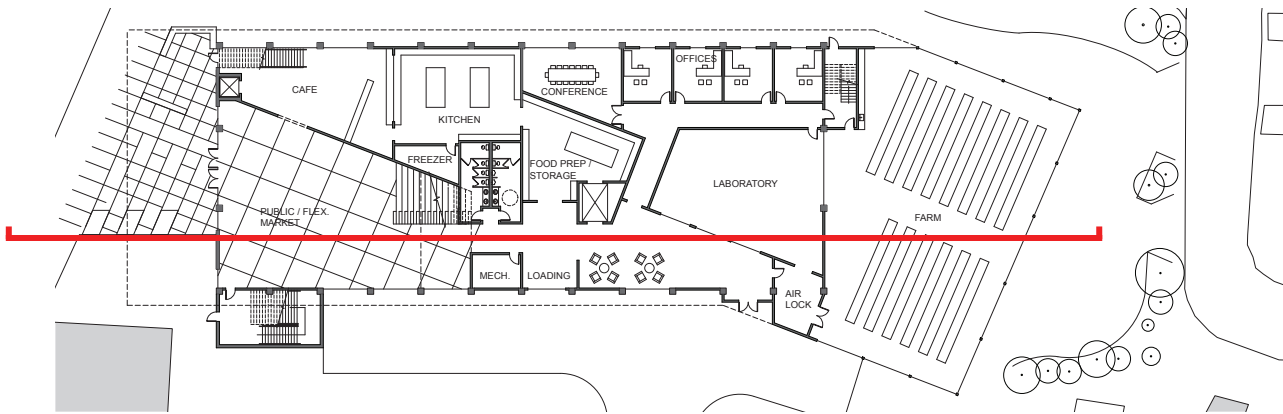 OFFICES
CAFE
CONFERENCE
KITCHEN
FREEZER
FOOD PREP /
STORAGE
LABORATORY
PUBLIC / FLEX.
MARKET
FARM
MECH.
LOADING
AIR
LOCK